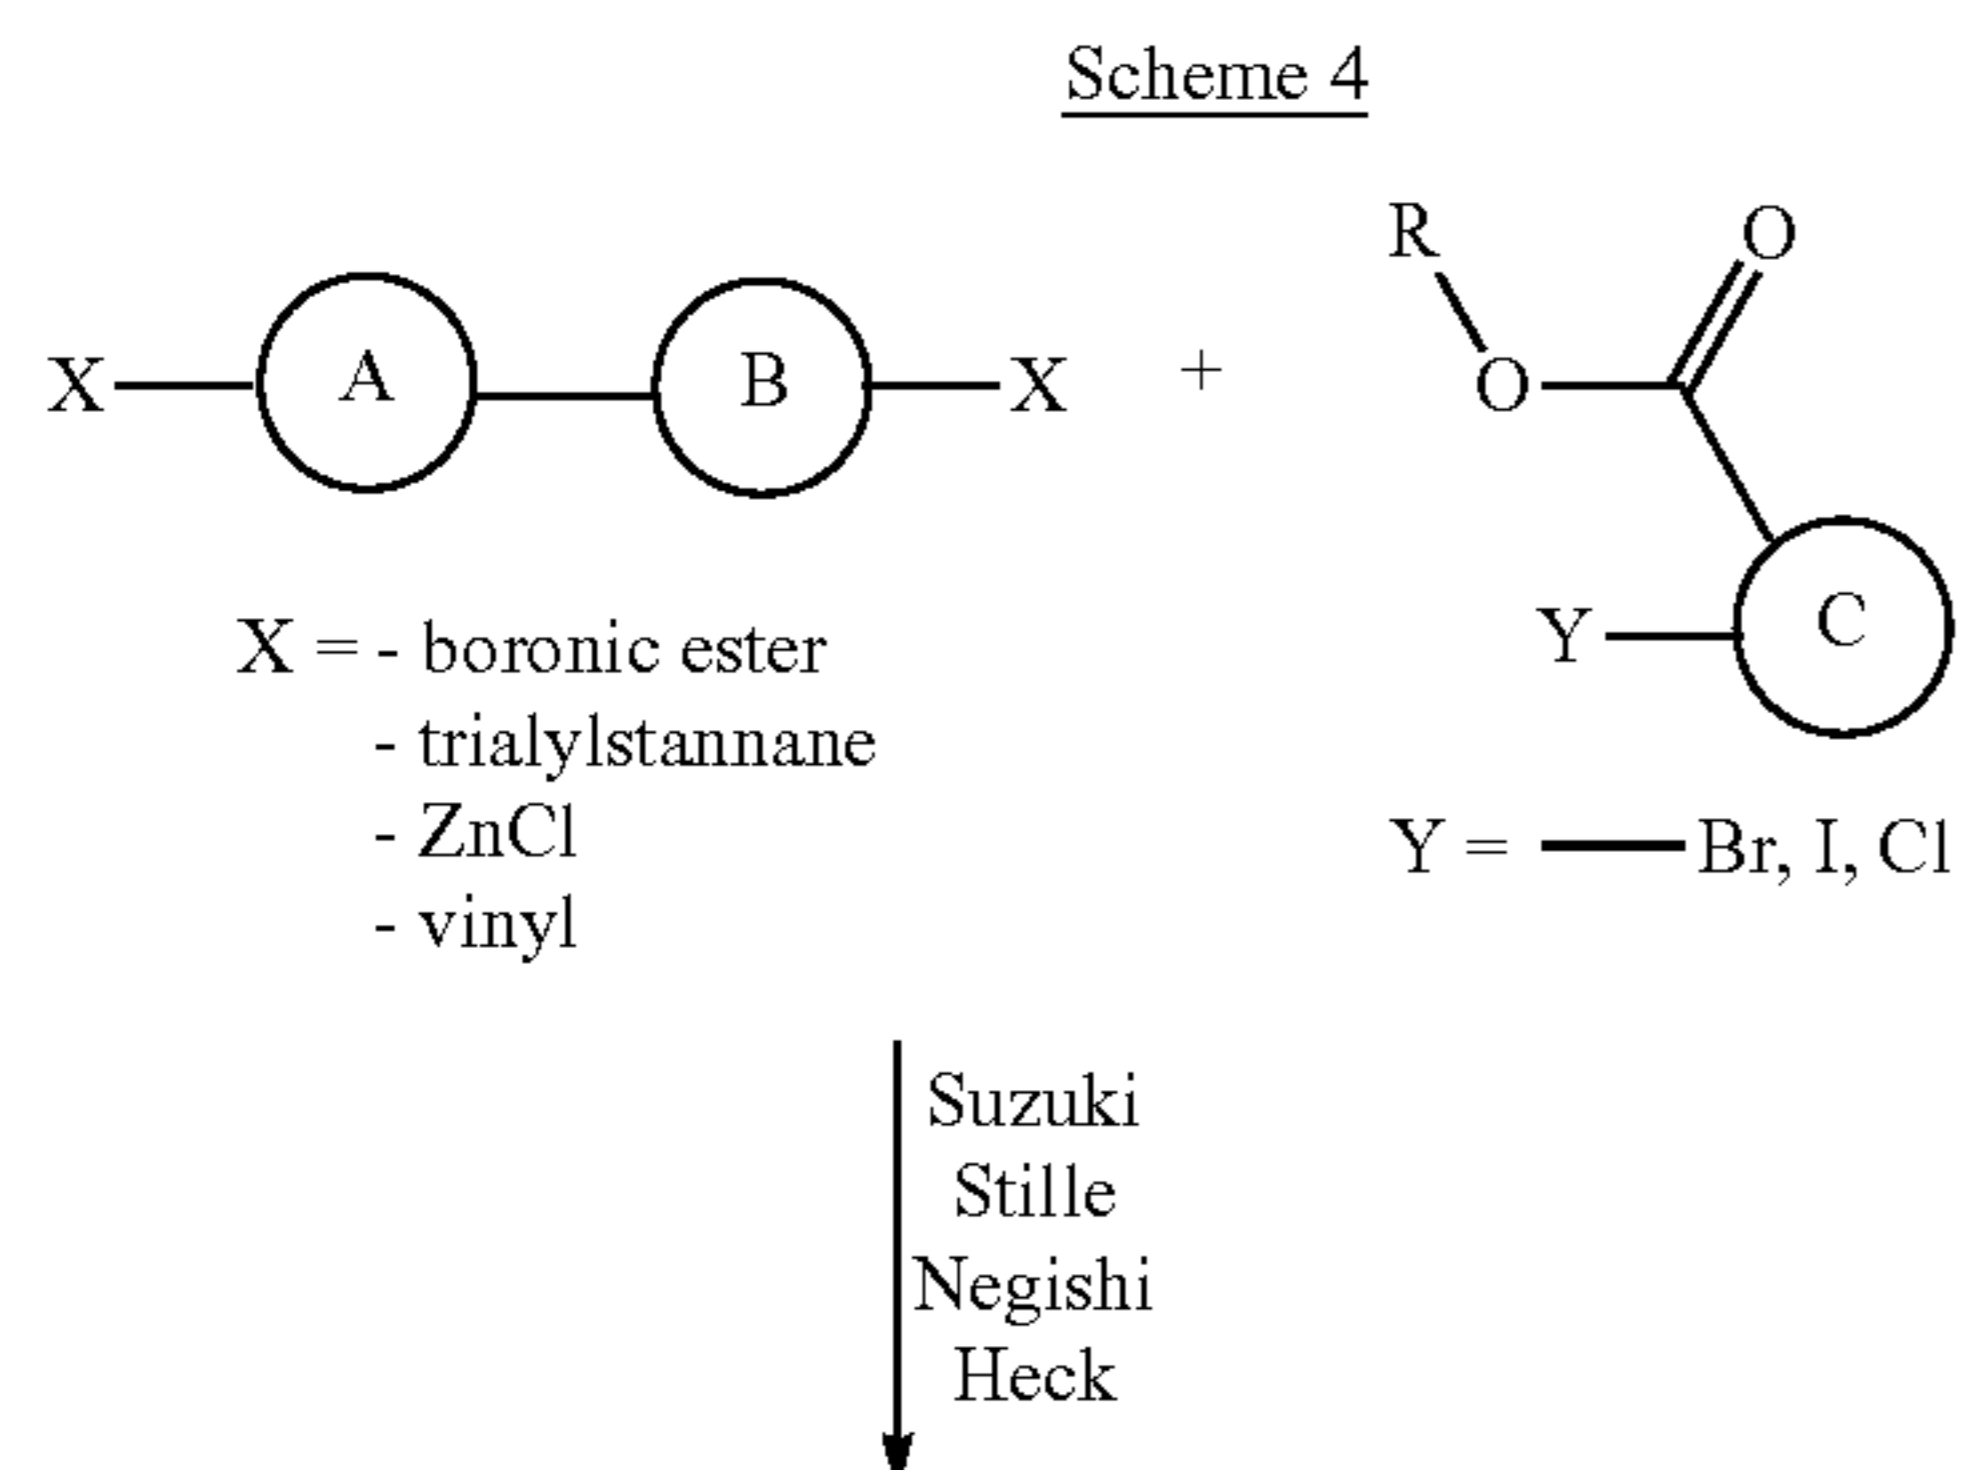 Scheme 4
X A B X + R O O Y C
X = - boronic ester
- trialylstannane
- ZnCl
- vinyl
Y = — Br, I, Cl
Suzuki
Stille
Negishi
Heck